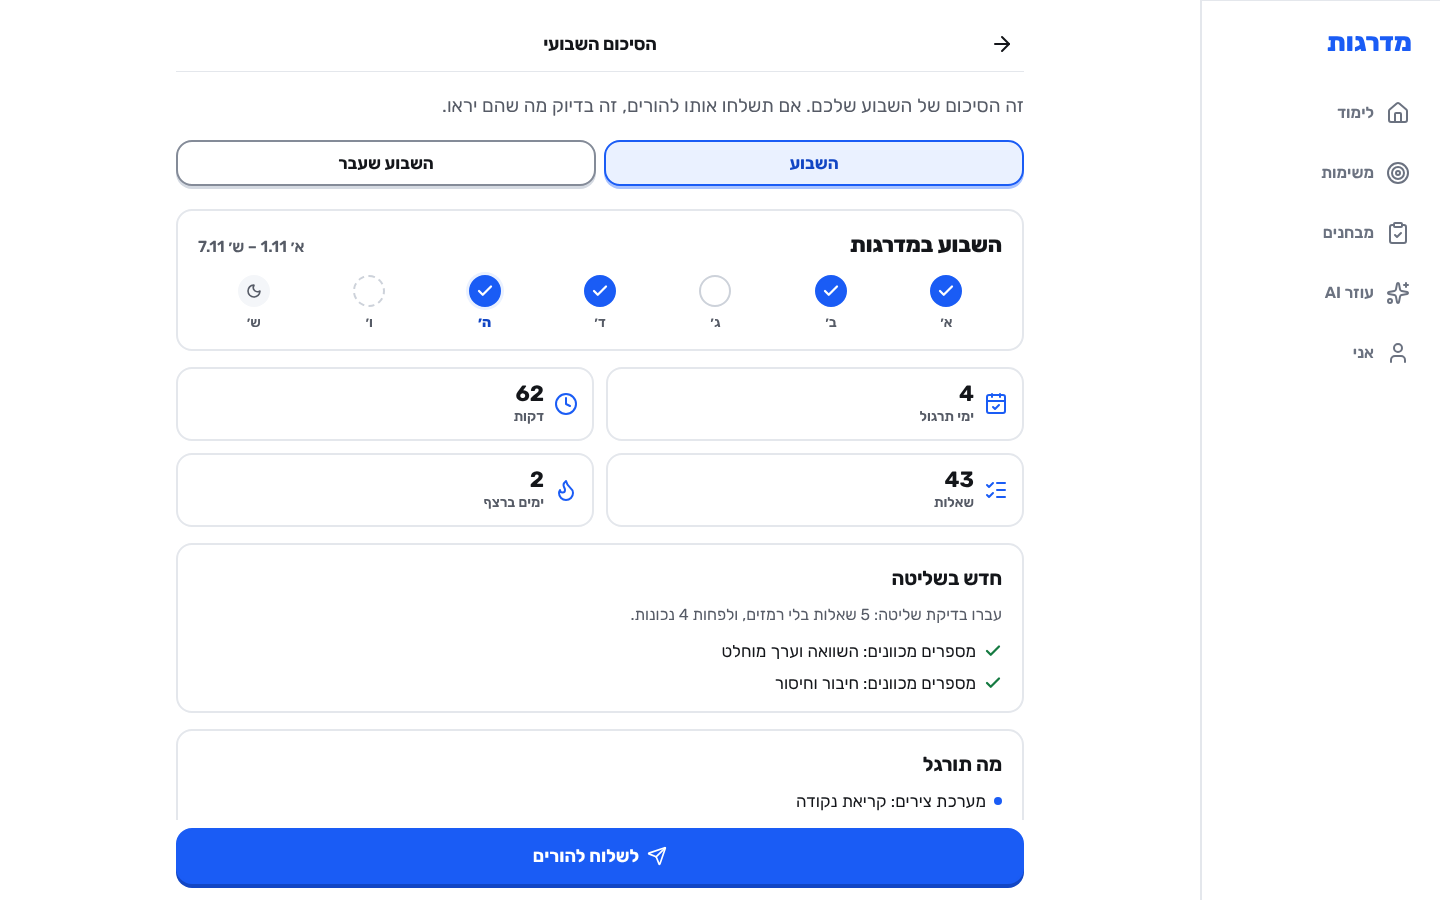 מדרגות
לימוד
משימות
מבחנים
עוזר AI
אני
הסיכום השבועי
זה הסיכום של השבוע שלכם. אם תשלחו אותו להורים, זה בדיוק מה שהם יראו.
השבוע
השבוע שעבר
השבוע במדרגות
א׳ 1.11 – ש׳ 7.11
א׳
ב׳
ג׳
ד׳
ה׳
ו׳
ש׳
4
ימי תרגול
62
דקות
43
שאלות
2
ימים ברצף
חדש בשליטה
עברו בדיקת שליטה: 5 שאלות בלי רמזים, ולפחות 4 נכונות.
מספרים מכוונים: השוואה וערך מוחלט
מספרים מכוונים: חיבור וחיסור
מה תורגל
מערכת צירים: קריאת נקודה
לשלוח להורים